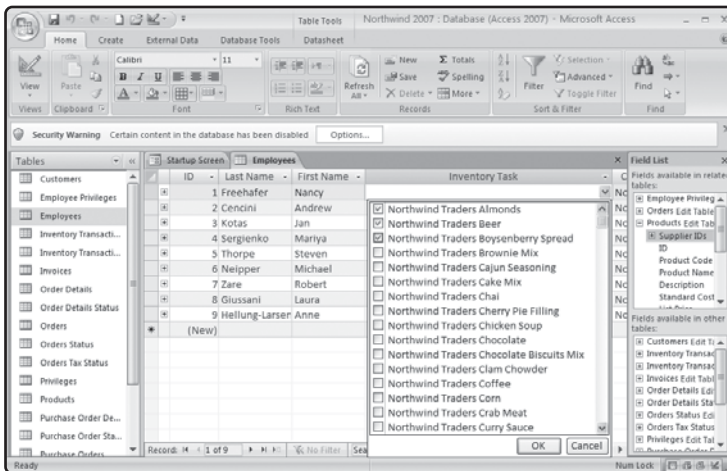 Table Tools
Northwind 2007 : Database (Access 2007) - Microsoft Access
Home
Create
External Data
Database Tools
Datasheet
View
Views
Paste
Clipboard
Calibri
11
B I U
Font
Rich Text
Refresh
All
New
Save
Delete
Totals
Spelling
More
Records
Filter
Selection
Advanced
Toggle Filter
Sort & Filter
Find
Find
Security Warning Certain content in the database has been disabled
Options...
Tables
Customers
Employee Privileges
Employees
Inventory Transacti...
Inventory Transacti...
Invoices
Order Details
Order Details Status
Orders
Orders Status
Orders Tax Status
Privileges
Products
Purchase Order De...
Purchase Order Sta...
Purchase Orders
Startup Screen
Employees
ID Last Name First Name Inventory Task
1 Freehafer Nancy
2 Cencini Andrew
3 Kotas Jan
4 Sergienko Mariya
5 Thorpe Steven
6 Neipper Michael
7 Zare Robert
8 Giussani Laura
9 Hellung-Larsen Anne
(New)
Northwind Traders Almonds
Northwind Traders Beer
Northwind Traders Boysenberry Spread
Northwind Traders Brownie Mix
Northwind Traders Cajun Seasoning
Northwind Traders Cake Mix
Northwind Traders Chai
Northwind Traders Cherry Pie Filling
Northwind Traders Chicken Soup
Northwind Traders Chocolate
Northwind Traders Chocolate Biscuits Mix
Northwind Traders Clam Chowder
Northwind Traders Coffee
Northwind Traders Corn
Northwind Traders Crab Meat
Northwind Traders Curry Sauce
OK
Cancel
Record: 1 of 9
No Filter
Sea
Field List
Fields available in relate
tables:
Employee Privileg
Orders Edit Table
Products Edit Tab
Supplier IDs
ID
Product Code
Product Name
Description
Standard Cost
Fields available in other
tables:
Customers Edit Ta
Inventory Transac
Inventory Transac
Invoices Edit Tabl
Order Details Edi
Order Details Sta
Orders Status Edi
Orders Tax Status
Privileges Edit Tab
Ready
Num Lock